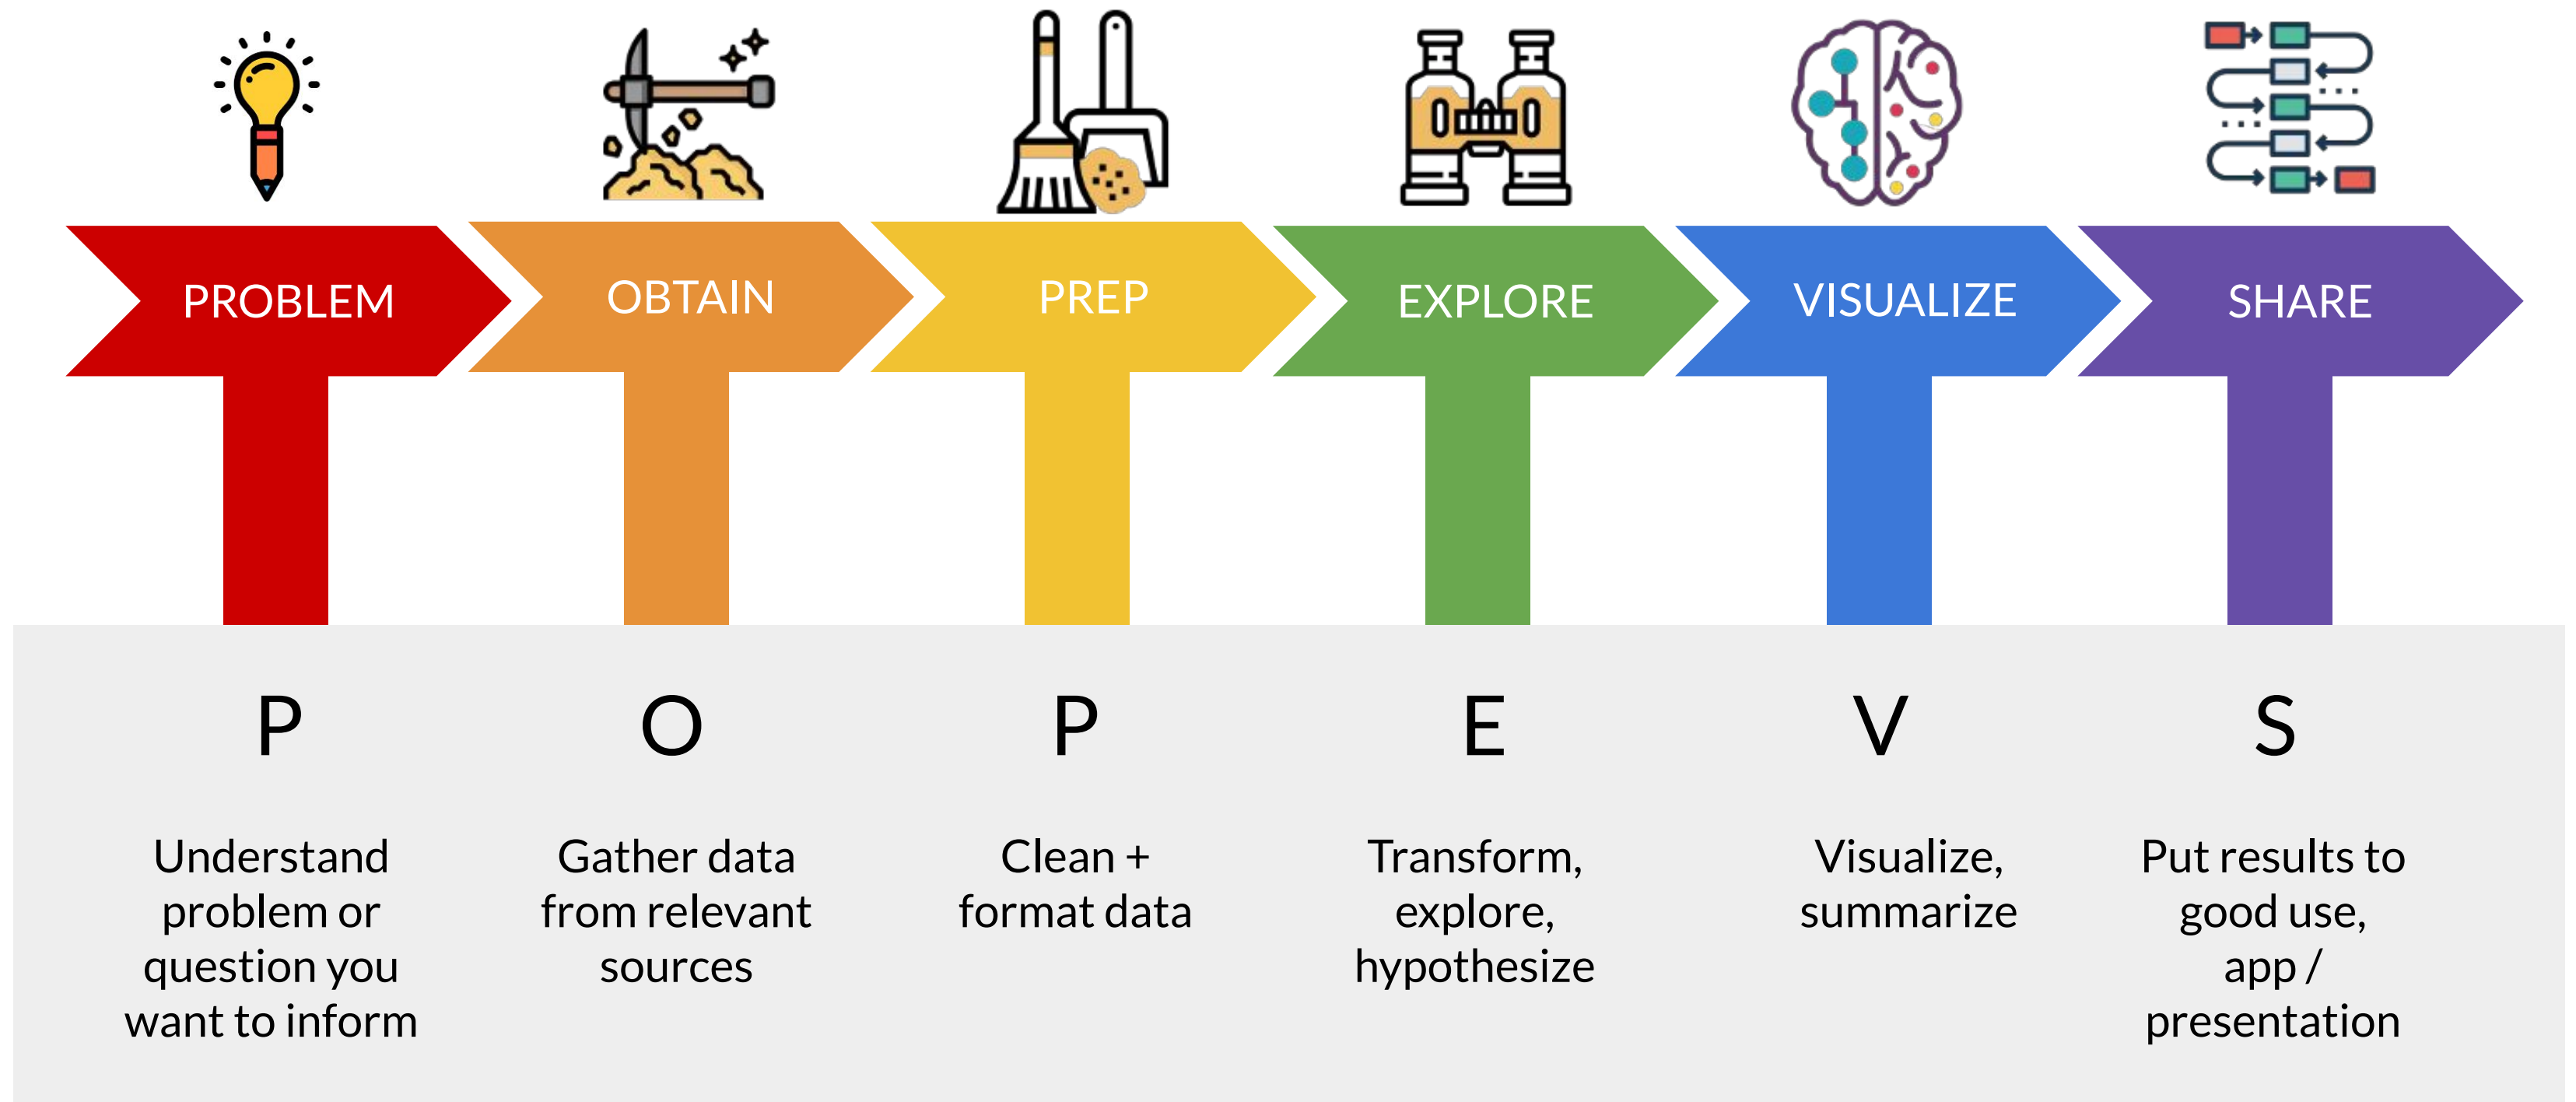 PROBLEM
OBTAIN
PREP
EXPLORE
VISUALIZE
SHARE
P
O
P
E
V
S
Understand
problem or
question you
want to inform
Gather data
from relevant
sources
Clean +
format data
Transform,
explore,
hypothesize
Visualize,
summarize
Put results to
good use,
app /
presentation